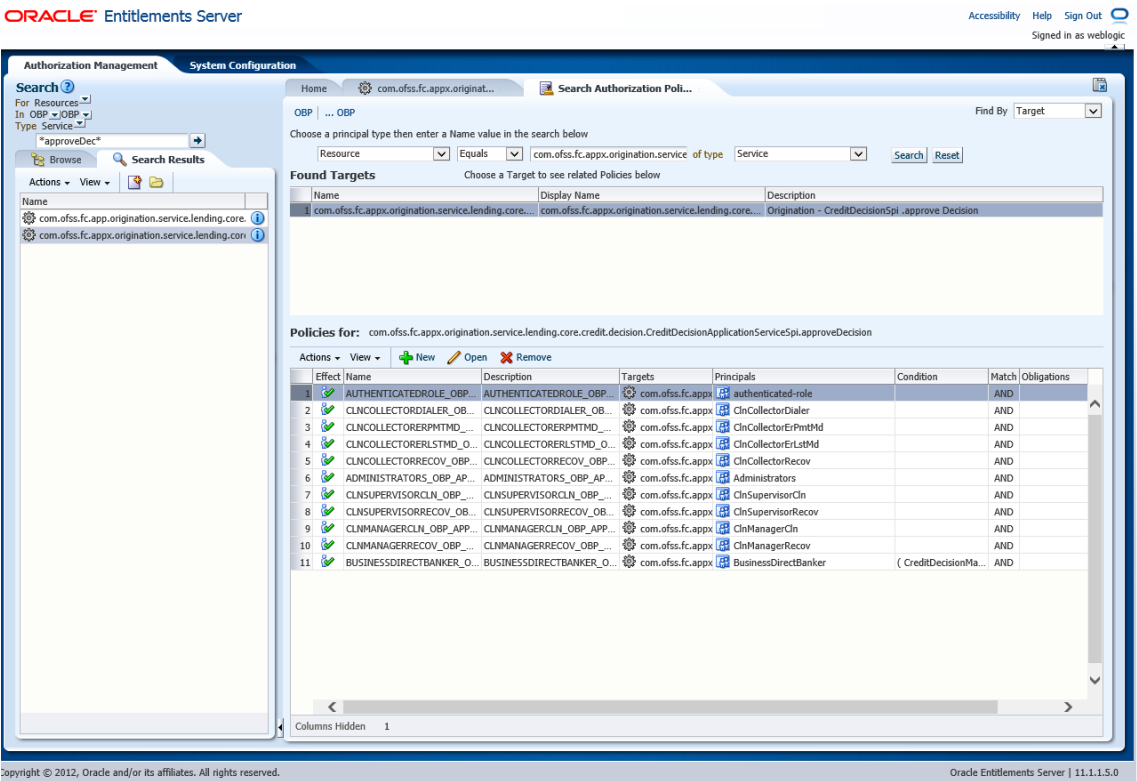 ORACLE Entitlements Server
Accessibility Help Sign Out
Signed in as weblogic
Authorization Management System Configuration
Search
For Resources
In OBP OBP
Type Service
*approveDec*
Browse Search Results
Actions View
Name
com.ofss.fc.app.origination.service.lending.core.
com.ofss.fc.appx.origination.service.lending.core
Home com.ofss.fc.appx.originat... Search Authorization Poli...
OBP | ... OBP
Find By Target
Choose a principal type then enter a Name value in the search below
Resource Equals com.ofss.fc.appx.origination.service of type Service Search Reset
Found Targets Choose a Target to see related Policies below
Name Display Name Description
1 com.ofss.fc.appx.origination.service.lending.core.... com.ofss.fc.appx.origination.service.lending.core.... Origination - CreditDecisionSpi .approve Decision
Policies for: com.ofss.fc.appx.origination.service.lending.core.credit.decision.CreditDecisionApplicationServiceSpi.approveDecision
Actions View New Open Remove
Effect Name Description Targets Principals Condition Match Obligations
1 AUTHENTICATEDROLE_OBP... AUTHENTICATEDROLE_OBP... com.ofss.fc.appx authenticated-role AND
2 CLNCOLLECTORDIALER_OB... CLNCOLLECTORDIALER_OB... com.ofss.fc.appx ClnCollectorDialer AND
3 CLNCOLLECTORERPMTMD_... CLNCOLLECTORERPMTMD_... com.ofss.fc.appx ClnCollectorErPmtMd AND
4 CLNCOLLECTORERLSTMD_O... CLNCOLLECTORERLSTMD_O... com.ofss.fc.appx ClnCollectorErLstMd AND
5 CLNCOLLECTORRECOV_OBP... CLNCOLLECTORRECOV_OBP... com.ofss.fc.appx ClnCollectorRecov AND
6 ADMINISTRATORS_OBP_AP... ADMINISTRATORS_OBP_AP... com.ofss.fc.appx Administrators AND
7 CLNSUPERVISORCLN_OBP_... CLNSUPERVISORCLN_OBP_... com.ofss.fc.appx ClnSupervisorCln AND
8 CLNSUPERVISORRECOV_OB... CLNSUPERVISORRECOV_OB... com.ofss.fc.appx ClnSupervisorRecov AND
9 CLNMANAGERCLN_OBP_APP... CLNMANAGERCLN_OBP_APP... com.ofss.fc.appx ClnManagerCln AND
10 CLNMANAGERRECOV_OBP_... CLNMANAGERRECOV_OBP_... com.ofss.fc.appx ClnManagerRecov AND
11 BUSINESSDIRECTBANKER_O... BUSINESSDIRECTBANKER_O... com.ofss.fc.appx BusinessDirectBanker ( CreditDecisionMa... AND
Columns Hidden 1
Copyright © 2012, Oracle and/or its affiliates. All rights reserved.
Oracle Entitlements Server | 11.1.1.5.0